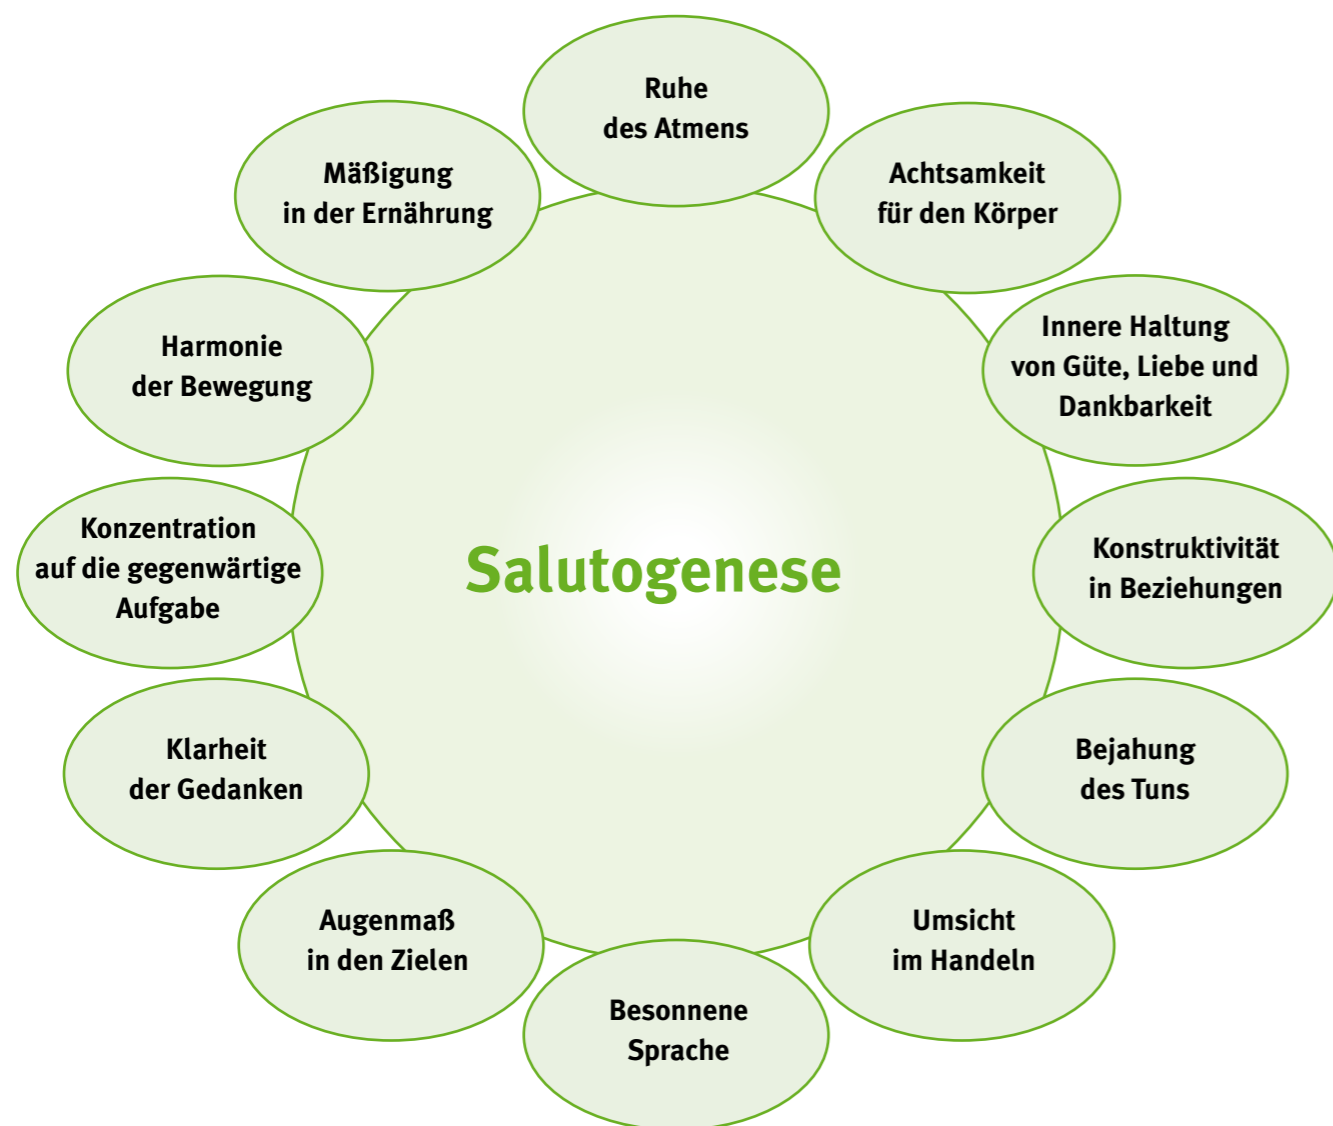 Ruhe
des Atmens
Achtsamkeit
für den Körper
Innere Haltung
von Güte, Liebe und
Dankbarkeit
Konstruktivität
in Beziehungen
Bejahung
des Tuns
Umsicht
im Handeln
Besonnene
Sprache
Augenmaß
in den Zielen
Klarheit
der Gedanken
Konzentration
auf die gegenwärtige
Aufgabe
Harmonie
der Bewegung
Mäßigung
in der Ernährung
Salutogenese